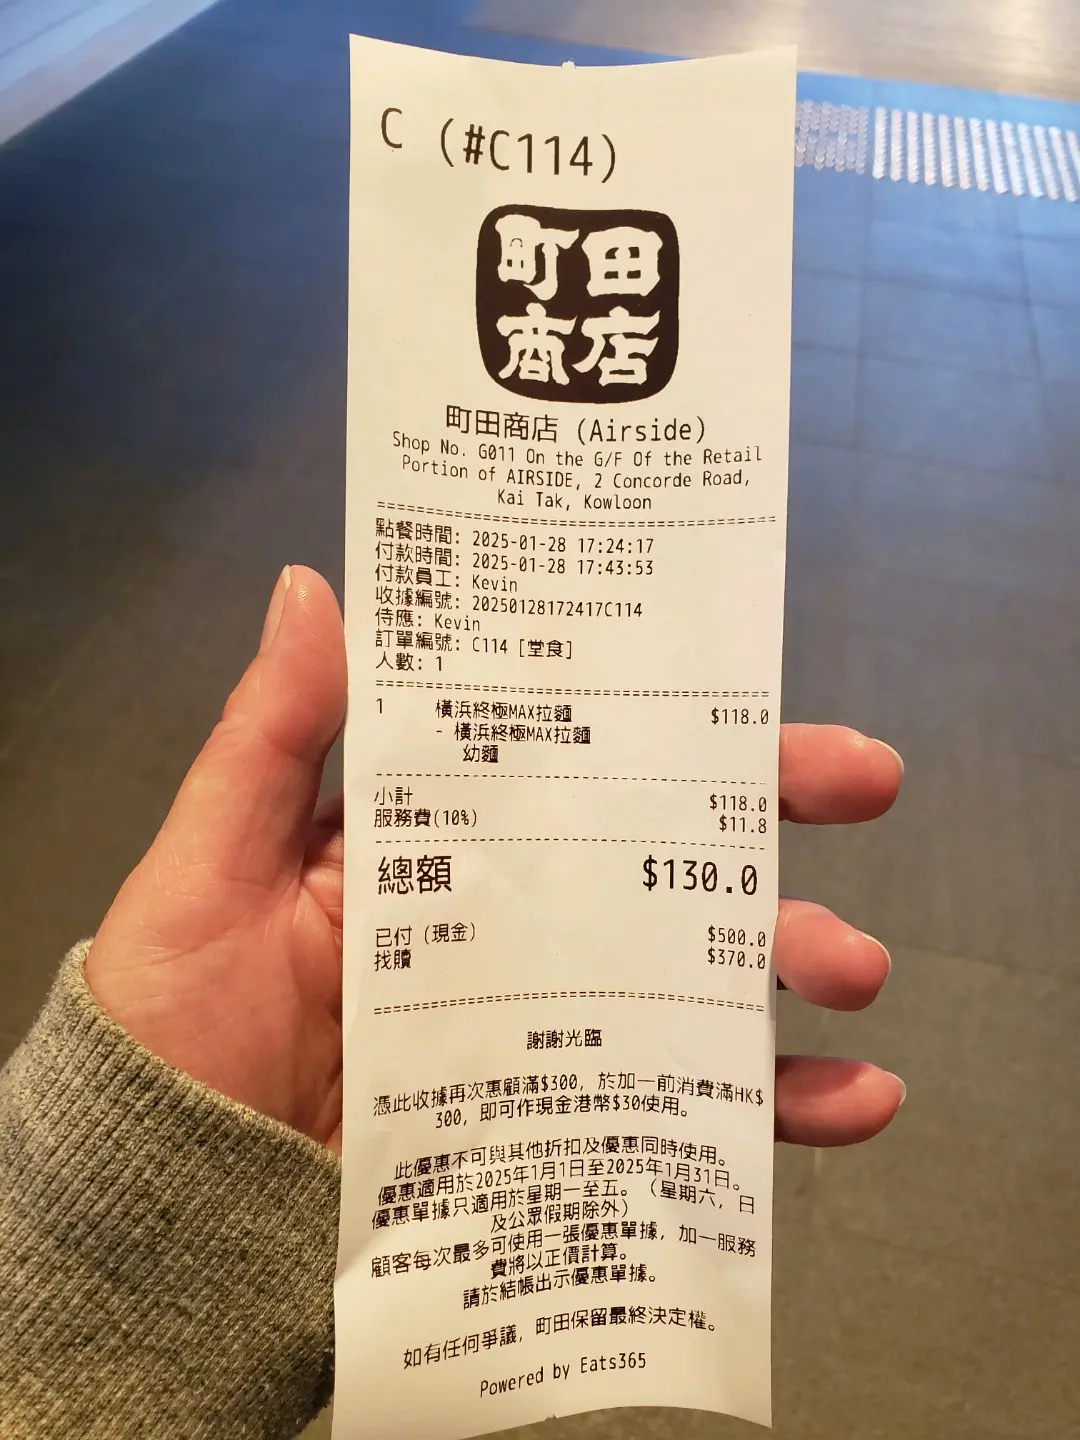 C (#C114)
町田
商店
町田商店 (Airside)
Shop No. G011 On the G/F Of the Retail
Portion of AIRSIDE, 2 Concorde Road,
Kai Tak, Kowloon
點餐時間: 2025-01-28 17:24:17
付款時間: 2025-01-28 17:43:53
付款員工: Kevin
收據編號: 20250128172417C114
侍應: Kevin
訂單編號: C114 [堂食]
人數: 1
1 橫浜終極MAX拉麵 $118.0
- 橫浜終極MAX拉麵
幼麵
小計 $118.0
服務費(10%) $11.8
總額 $130.0
已付 (現金) $500.0
找贖 $370.0
謝謝光臨
憑此收據再次惠顧滿$300, 於加一前消費滿HK$
300, 即可作現金港幣$30使用。
此優惠不可與其他折扣及優惠同時使用。
優惠適用於2025年1月1日至2025年1月31日。
優惠單據只適用於星期一至五。 (星期六, 日
及公眾假期除外)
顧客每次最多可使用一張優惠單據, 加一服務
費將以正價計算。
請於結帳出示優惠單據。
如有任何爭議, 町田保留最終決定權。
Powered by Eats365